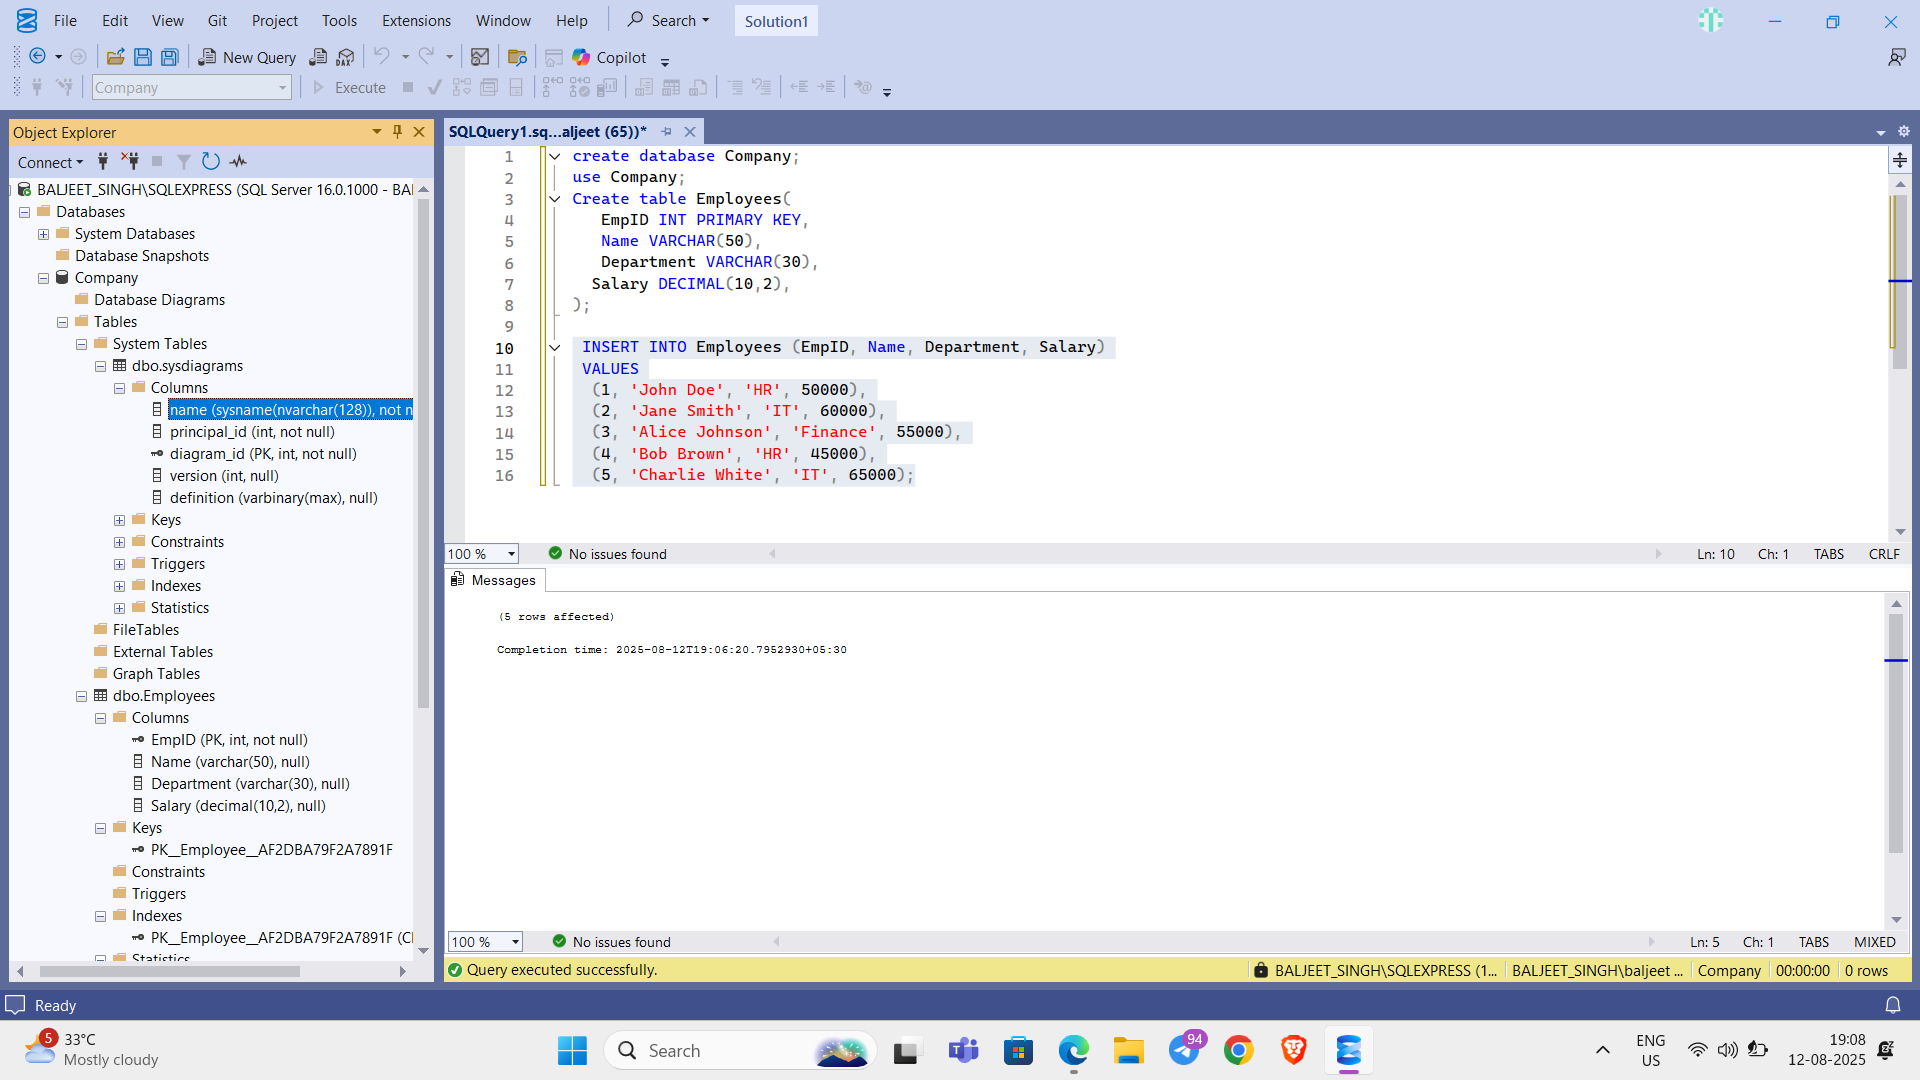 File Edit View Git Project Tools Extensions Window Help Search Solution1
New Query DAX Copilot
Company Execute
Object Explorer
Connect
BALJEET_SINGH\SQLEXPRESS (SQL Server 16.0.1000 - BAI
Databases
System Databases
Database Snapshots
Company
Database Diagrams
Tables
System Tables
dbo.sysdiagrams
Columns
name (sysname(nvarchar(128)), not n
principal_id (int, not null)
diagram_id (PK, int, not null)
version (int, null)
definition (varbinary(max), null)
Keys
Constraints
Triggers
Indexes
Statistics
FileTables
External Tables
Graph Tables
dbo.Employees
Columns
EmpID (PK, int, not null)
Name (varchar(50), null)
Department (varchar(30), null)
Salary (decimal(10,2), null)
Keys
PK__Employee__AF2DBA79F2A7891F
Constraints
Triggers
Indexes
PK__Employee__AF2DBA79F2A7891F (Cl
Statistics
SQLQuery1.sq...aljeet (65))*
1 create database Company;
2 use Company;
3 Create table Employees(
4 EmpID INT PRIMARY KEY,
5 Name VARCHAR(50),
6 Department VARCHAR(30),
7 Salary DECIMAL(10,2),
8 );
9
10 INSERT INTO Employees (EmpID, Name, Department, Salary)
11 VALUES
12 (1, 'John Doe', 'HR', 50000),
13 (2, 'Jane Smith', 'IT', 60000),
14 (3, 'Alice Johnson', 'Finance', 55000),
15 (4, 'Bob Brown', 'HR', 45000),
16 (5, 'Charlie White', 'IT', 65000);
100 % No issues found Ln: 10 Ch: 1 TABS CRLF
Messages
(5 rows affected)
Completion time: 2025-08-12T19:06:20.7952930+05:30
100 % No issues found Ln: 5 Ch: 1 TABS MIXED
Query executed successfully. BALJEET_SINGH\SQLEXPRESS (1... BALJEET_SINGH\baljeet ... Company 00:00:00 0 rows
Ready
5 33°C
Mostly cloudy
Search
94
ENG
US
19:08
12-08-2025